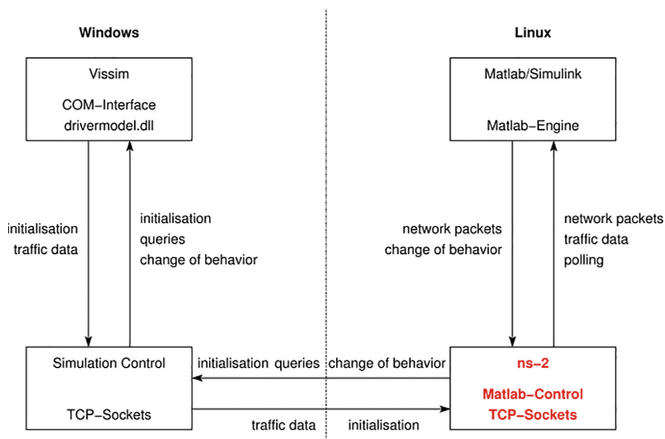 Windows
Linux
Vissim
COM−Interface
drivermodel.dll
Matlab/Simulink
Matlab−Engine
initialisation
traffic data
initialisation
queries
change of behavior
network packets
change of behavior
network packets
traffic data
polling
Simulation Control
TCP−Sockets
initialisation queries change of behavior
traffic data initialisation
ns−2
Matlab−Control
TCP−Sockets